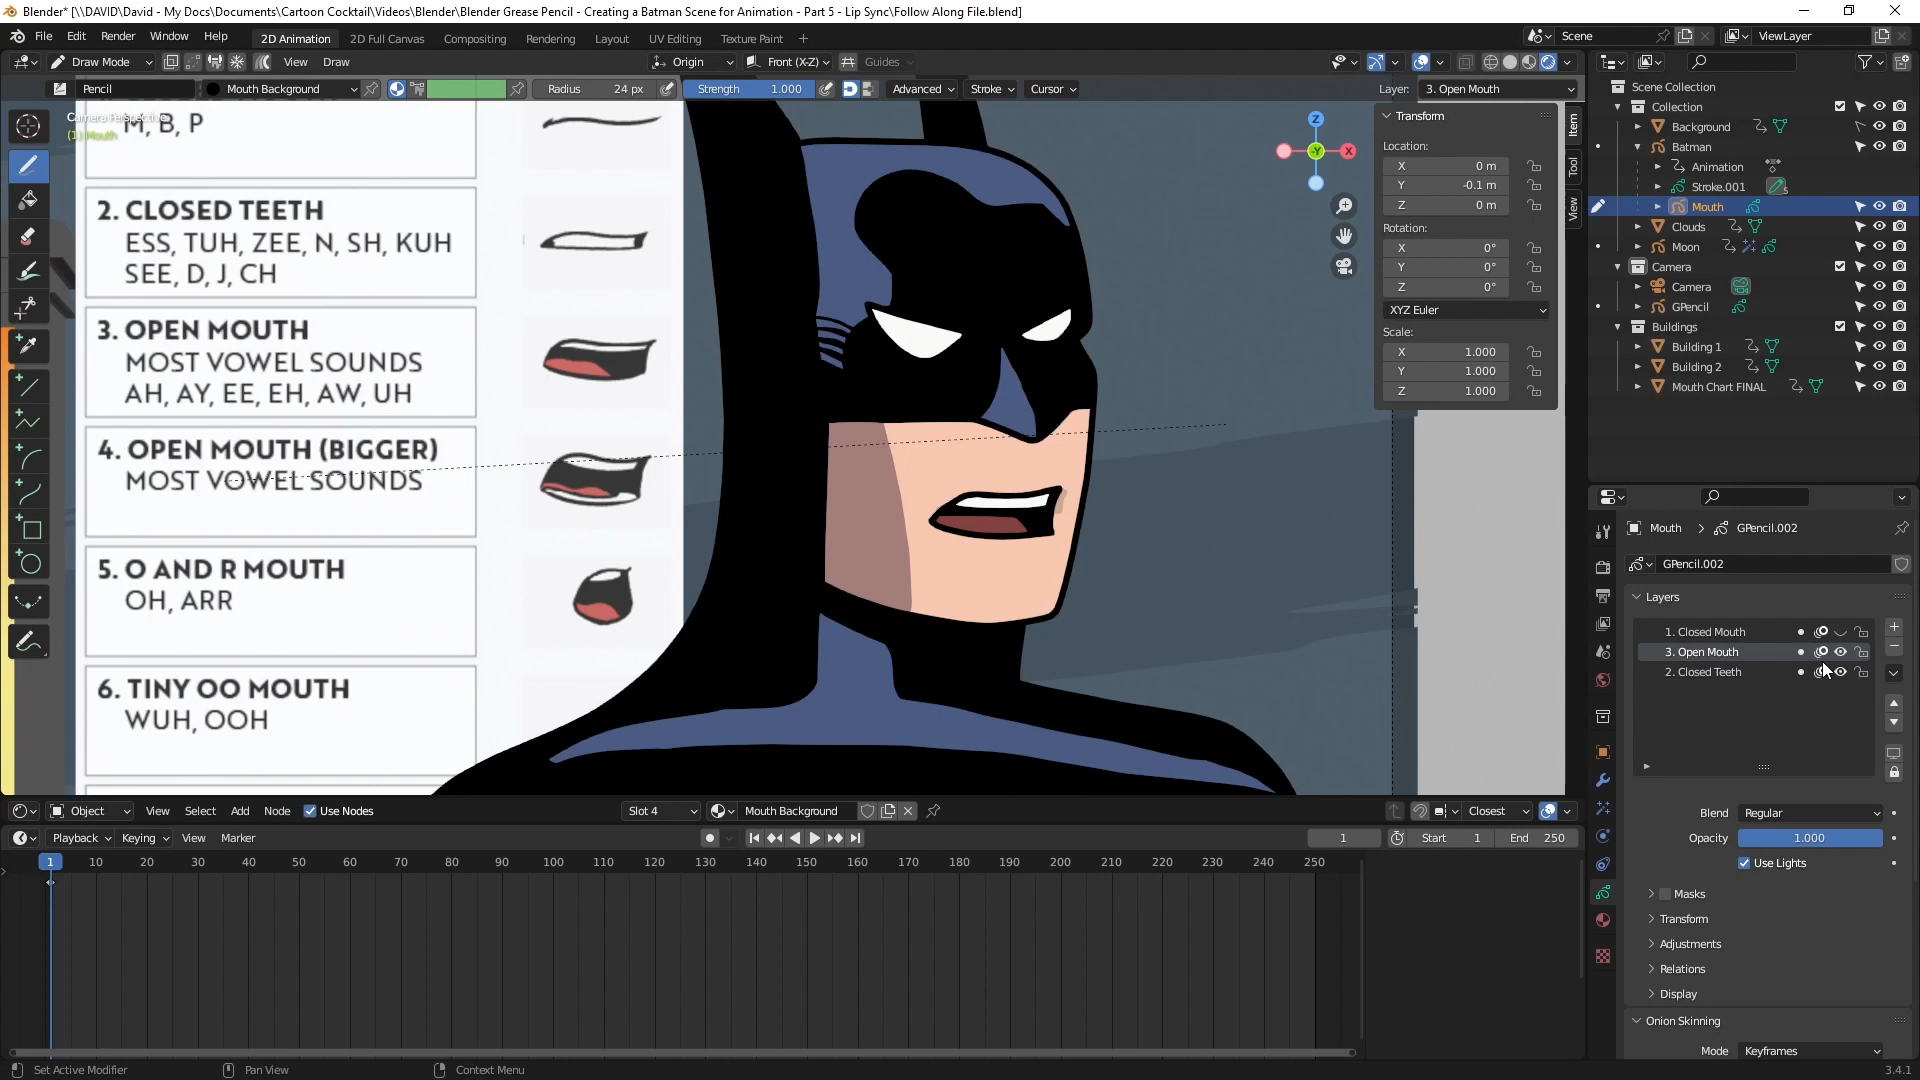 Blender* [\\DAVID\David - My Docs\Documents\Cartoon Cocktail\Videos\Blender\Blender Grease Pencil - Creating a Batman Scene for Animation - Part 5 - Lip Sync\Follow Along File.blend]
File Edit Render Window Help 2D Animation 2D Full Canvas Compositing Rendering Layout UV Editing Texture Paint + Scene ViewLayer
Draw Mode View Draw Origin Front (X-Z) Guides
Pencil Mouth Background Radius 24 px Strength 1.000 Advanced Stroke Cursor Layer: 3. Open Mouth
(1) Mouth
M, B, P
2. CLOSED TEETH
ESS, TUH, ZEE, N, SH, KUH
SEE, D, J, CH
3. OPEN MOUTH
MOST VOWEL SOUNDS
AH, AY, EE, EH, AW, UH
4. OPEN MOUTH (BIGGER)
MOST VOWEL SOUNDS
5. O AND R MOUTH
OH, ARR
6. TINY OO MOUTH
WUH, OOH
Z
X
-Y
Transform
Location:
X 0 m
Y -0.1 m
Z 0 m
Rotation:
X 0°
Y 0°
Z 0°
XYZ Euler
Scale:
X 1.000
Y 1.000
Z 1.000
Item
Tool
View
Scene Collection
Collection
Background
Batman
Animation
Stroke.001 5
Mouth
Clouds
Moon
Camera
Camera
GPencil
Buildings
Building 1
Building 2
Mouth Chart FINAL
Mouth > GPencil.002
GPencil.002
Layers
1. Closed Mouth
3. Open Mouth
2. Closed Teeth
Blend Regular
Opacity 1.000
Use Lights
Masks
Transform
Adjustments
Relations
Display
Onion Skinning
Mode Keyframes
Object View Select Add Node Use Nodes Slot 4 Mouth Background Closest
Playback Keying View Marker 1 Start 1 End 250
1 10 20 30 40 50 60 70 80 90 100 110 120 130 140 150 160 170 180 190 200 210 220 230 240 250
Set Active Modifier Pan View Context Menu 3.4.1